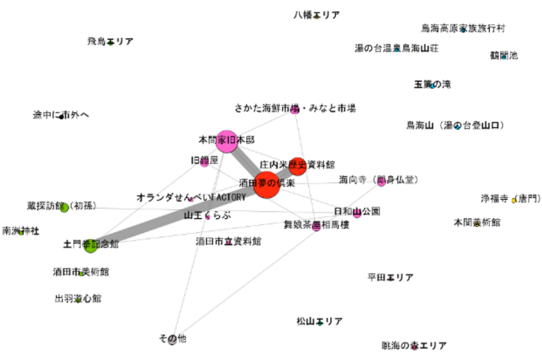 八幡エリア
鳥海高原家族旅行村
飛鳥エリア
湯の台温泉鳥海山荘
鶴間池
玉簾の滝
さかた海鮮市場・みなと市場
途中に市外へ
鳥海山(湯の台登山口)
本間家旧本邸
旧鐙屋
庄内米歴史資料館
酒田夢の倶楽
海向寺(即身仏堂)
オランダせんべいFACTORY
浄福寺(唐門)
蔵探訪館(初孫)
山王くらぶ
日和山公園
南洲神社
舞娘茶屋相馬樓
本間美術館
土門拳記念館
酒田市立資料館
酒田市美術館
平田エリア
出羽遊心館
松山エリア
その他
眺海の森エリア